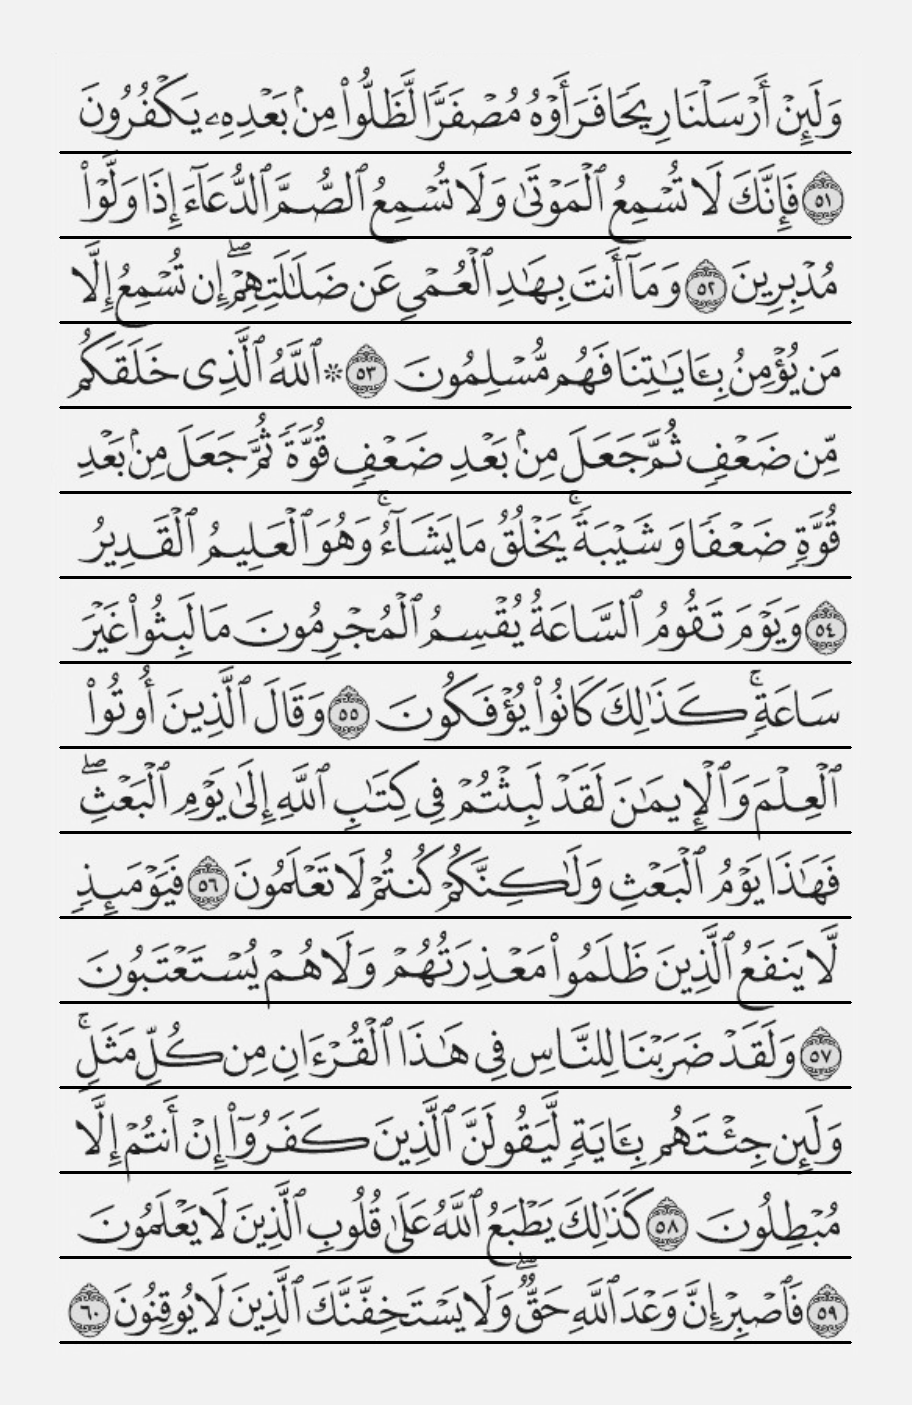 وَلَئِنۡ أَرۡسَلۡنَا رِيحٗا فَرَأَوۡهُ مُصۡفَرّٗا لَّظَلُّواْ مِنۢ بَعۡدِهِۦ يَكۡفُرُونَ
٥١ فَإِنَّكَ لَا تُسۡمِعُ ٱلۡمَوۡتَىٰ وَلَا تُسۡمِعُ ٱلصُّمَّ ٱلدُّعَآءَ إِذَا وَلَّوۡاْ
مُدۡبِرِينَ ٥٢ وَمَآ أَنتَ بِهَٰدِ ٱلۡعُمۡيِ عَن ضَلَٰلَتِهِمۡۖ إِن تُسۡمِعُ إِلَّا
مَن يُؤۡمِنُ بِـَٔايَٰتِنَا فَهُم مُّسۡلِمُونَ ٥٣ ۞ ٱللَّهُ ٱلَّذِي خَلَقَكُم
مِّن ضَعۡفٖ ثُمَّ جَعَلَ مِنۢ بَعۡدِ ضَعۡفٖ قُوَّةٗ ثُمَّ جَعَلَ مِنۢ بَعۡدِ
قُوَّةٖ ضَعۡفٗا وَشَيۡبَةٗۚ يَخۡلُقُ مَا يَشَآءُۚ وَهُوَ ٱلۡعَلِيمُ ٱلۡقَدِيرُ
٥٤ وَيَوۡمَ تَقُومُ ٱلسَّاعَةُ يُقۡسِمُ ٱلۡمُجۡرِمُونَ مَا لَبِثُواْ غَيۡرَ
سَاعَةٖۚ كَذَٰلِكَ كَانُواْ يُؤۡفَكُونَ ٥٥ وَقَالَ ٱلَّذِينَ أُوتُواْ
ٱلۡعِلۡمَ وَٱلۡإِيمَٰنَ لَقَدۡ لَبِثۡتُمۡ فِي كِتَٰبِ ٱللَّهِ إِلَىٰ يَوۡمِ ٱلۡبَعۡثِۖ
فَهَٰذَا يَوۡمُ ٱلۡبَعۡثِ وَلَٰكِنَّكُمۡ كُنتُمۡ لَا تَعۡلَمُونَ ٥٦ فَيَوۡمَئِذٖ
لَّا يَنفَعُ ٱلَّذِينَ ظَلَمُواْ مَعۡذِرَتُهُمۡ وَلَا هُمۡ يُسۡتَعۡتَبُونَ
٥٧ وَلَقَدۡ ضَرَبۡنَا لِلنَّاسِ فِي هَٰذَا ٱلۡقُرۡءَانِ مِن كُلِّ مَثَلٖۚ
وَلَئِن جِئۡتَهُم بِـَٔايَةٖ لَّيَقُولَنَّ ٱلَّذِينَ كَفَرُوٓاْ إِنۡ أَنتُمۡ إِلَّا
مُبۡطِلُونَ ٥٨ كَذَٰلِكَ يَطۡبَعُ ٱللَّهُ عَلَىٰ قُلُوبِ ٱلَّذِينَ لَا يَعۡلَمُونَ
٥٩ فَٱصۡبِرۡ إِنَّ وَعۡدَ ٱللَّهِ حَقّٞۖ وَلَا يَسۡتَخِفَّنَّكَ ٱلَّذِينَ لَا يُوقِنُونَ ٦٠